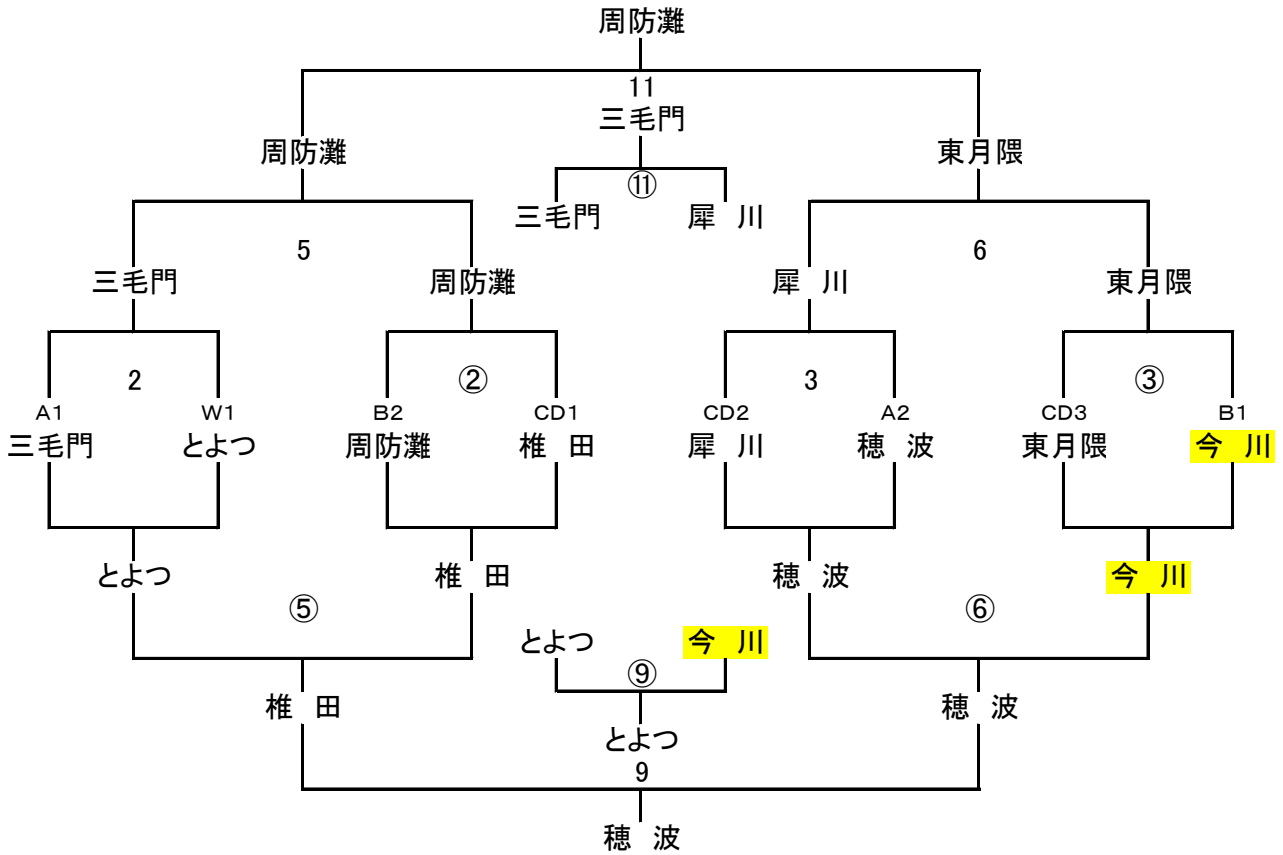 周防灘
11
三毛門
周防灘 東月隈
⑪
三毛門 犀 川
5 6
三毛門 周防灘 犀 川 東月隈
2 ② 3 ③
A1 W1 B2 CD1 CD2 A2 CD3 B1
三毛門 とよつ 周防灘 椎 田 犀 川 穂 波 東月隈 今 川
とよつ 椎 田 穂 波 今 川
⑤ ⑥
とよつ 今 川
⑨
椎 田 穂 波
とよつ
9
穂 波